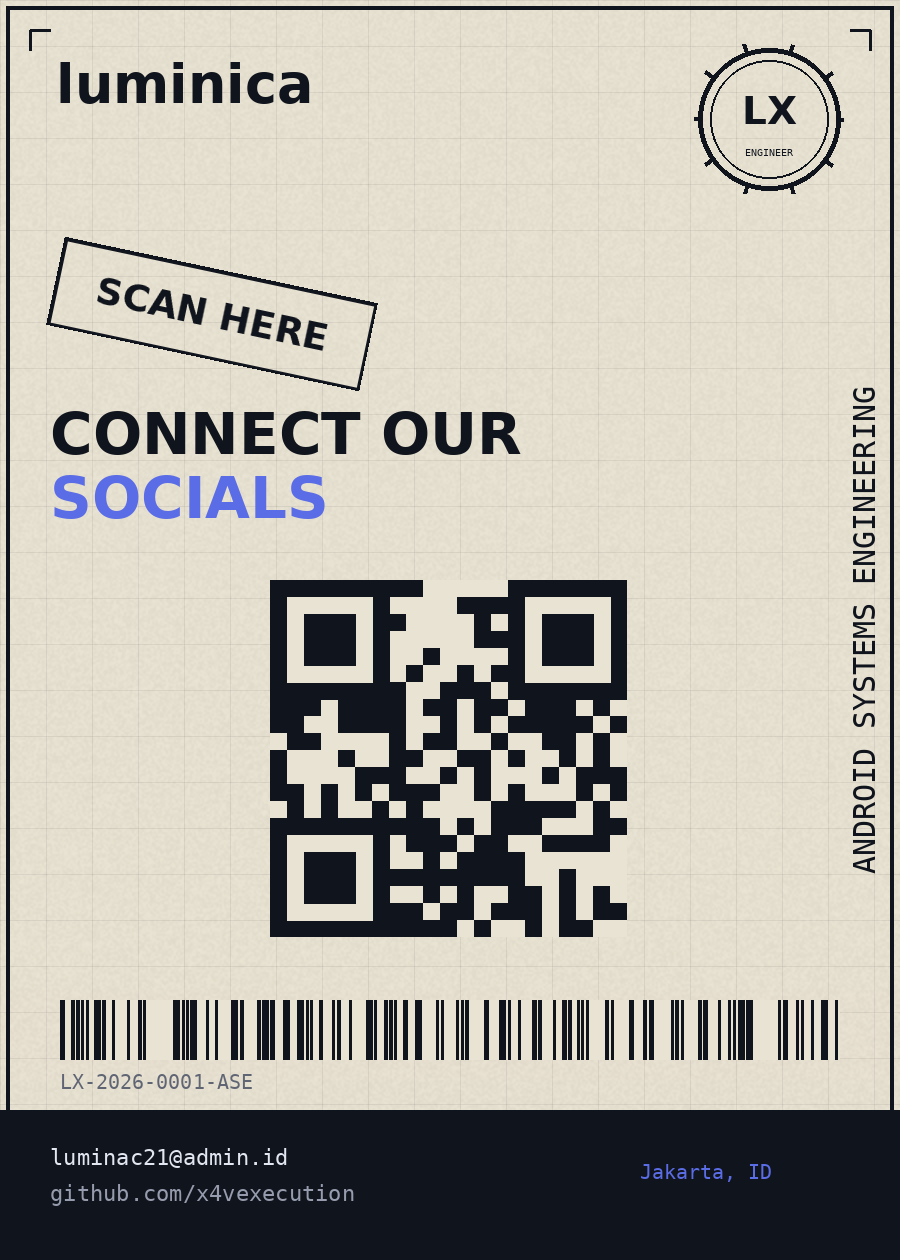 luminica
LX
ENGINEER
SCAN HERE
CONNECT OUR
SOCIALS
ANDROID SYSTEMS ENGINEERING
LX-2026-0001-ASE
luminac21@admin.id
github.com/x4vexecution
Jakarta, ID